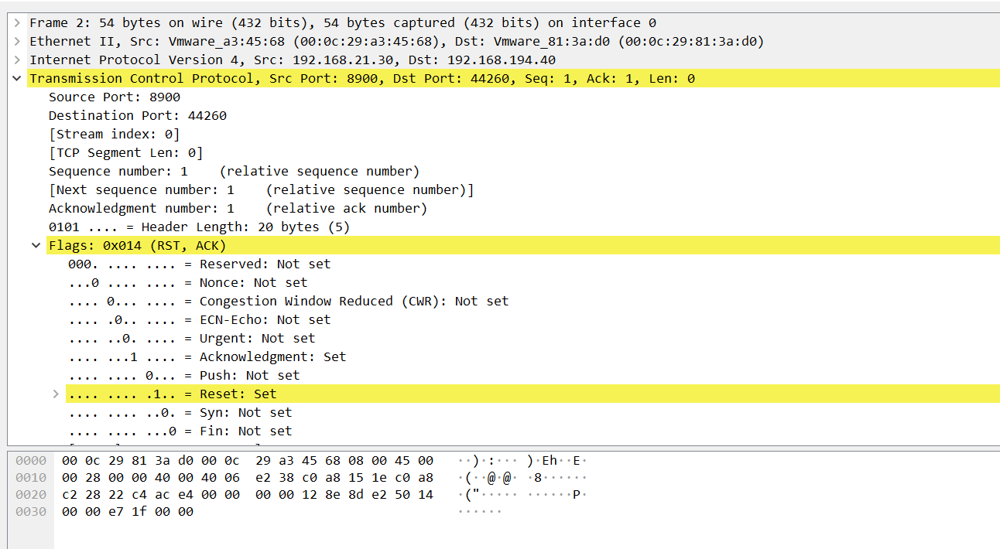 Frame 2: 54 bytes on wire (432 bits), 54 bytes captured (432 bits) on interface 0
Ethernet II, Src: Vmware_a3:45:68 (00:0c:29:a3:45:68), Dst: Vmware_81:3a:d0 (00:0c:29:81:3a:d0)
Internet Protocol Version 4, Src: 192.168.21.30, Dst: 192.168.194.40
Transmission Control Protocol, Src Port: 8900, Dst Port: 44260, Seq: 1, Ack: 1, Len: 0
Source Port: 8900
Destination Port: 44260
[Stream index: 0]
[TCP Segment Len: 0]
Sequence number: 1    (relative sequence number)
[Next sequence number: 1    (relative sequence number)]
Acknowledgment number: 1    (relative ack number)
0101 .... = Header Length: 20 bytes (5)
Flags: 0x014 (RST, ACK)
000. .... .... = Reserved: Not set
...0 .... .... = Nonce: Not set
.... 0... .... = Congestion Window Reduced (CWR): Not set
.... .0.. .... = ECN-Echo: Not set
.... ..0. .... = Urgent: Not set
.... ...1 .... = Acknowledgment: Set
.... .... 0... = Push: Not set
.... .... .1.. = Reset: Set
.... .... ..0. = Syn: Not set
.... .... ...0 = Fin: Not set
0000 00 0c 29 81 3a d0 00 0c  29 a3 45 68 08 00 45 00 ··)·:··· )·Eh··E·
0010 00 28 00 00 40 00 40 06  e2 38 c0 a8 15 1e c0 a8 ·(··@·@· ·8······
0020 c2 28 22 c4 ac e4 00 00  00 00 12 8e 8d e2 50 14 ·("····· ······P·
0030 00 00 e7 1f 00 00 ······